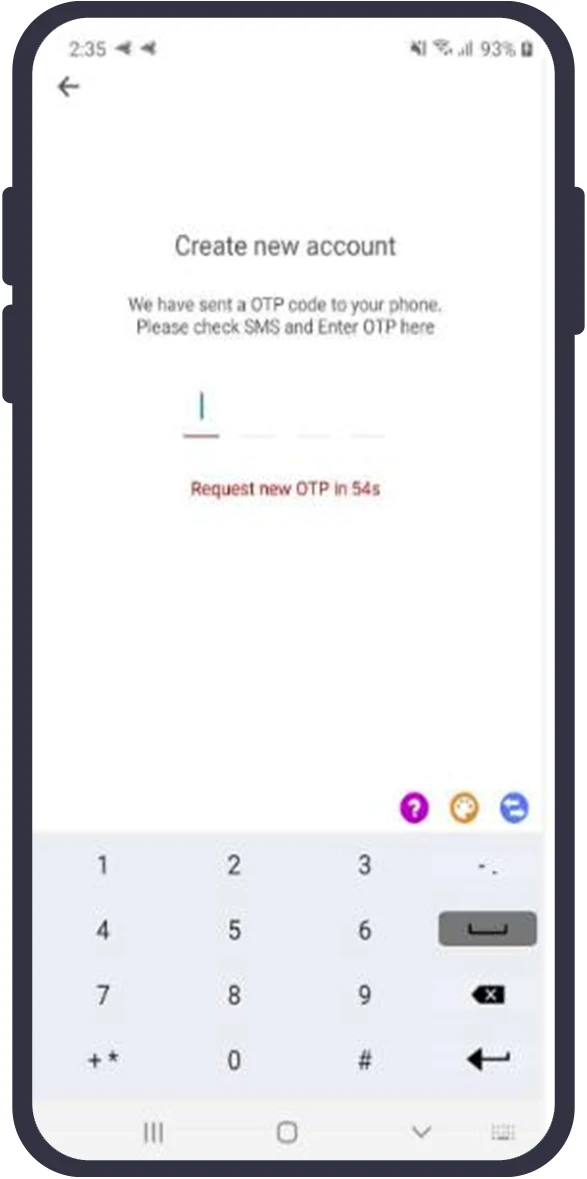 2:35 93%
Create new account
We have sent a OTP code to your phone.
Please check SMS and Enter OTP here
Request new OTP in 54s
?
1 2 3 - .
4 5 6
7 8 9
+ * 0 #